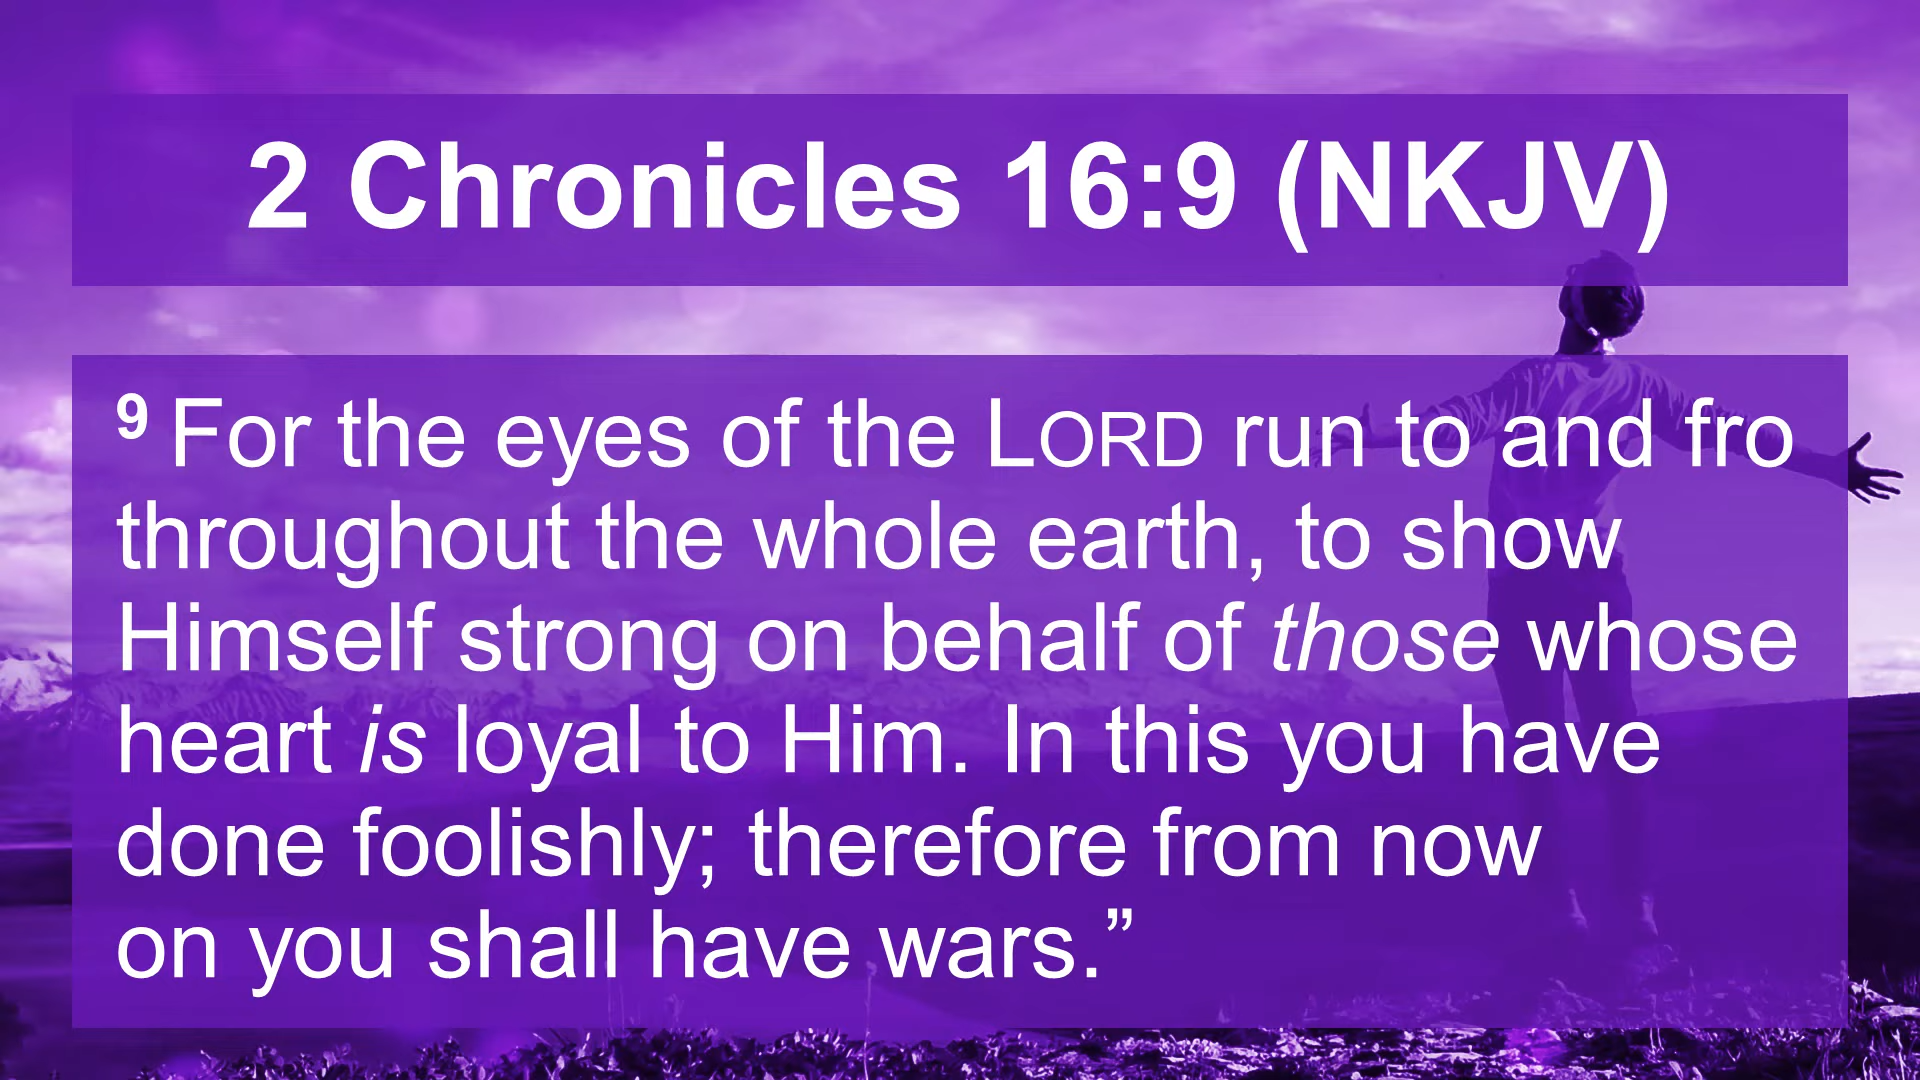 2 Chronicles 16:9 (NKJV)
9 For the eyes of the LORD run to and fro
throughout the whole earth, to show
Himself strong on behalf of those whose
heart is loyal to Him. In this you have
done foolishly; therefore from now
on you shall have wars.”